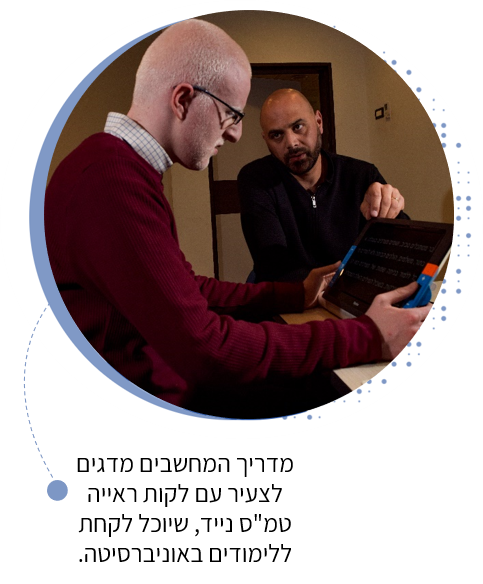 מדריך המחשבים מדגים
לצעיר עם לקות ראייה
טמ"ס נייד, שיוכל לקחת
ללימודים באוניברסיטה.